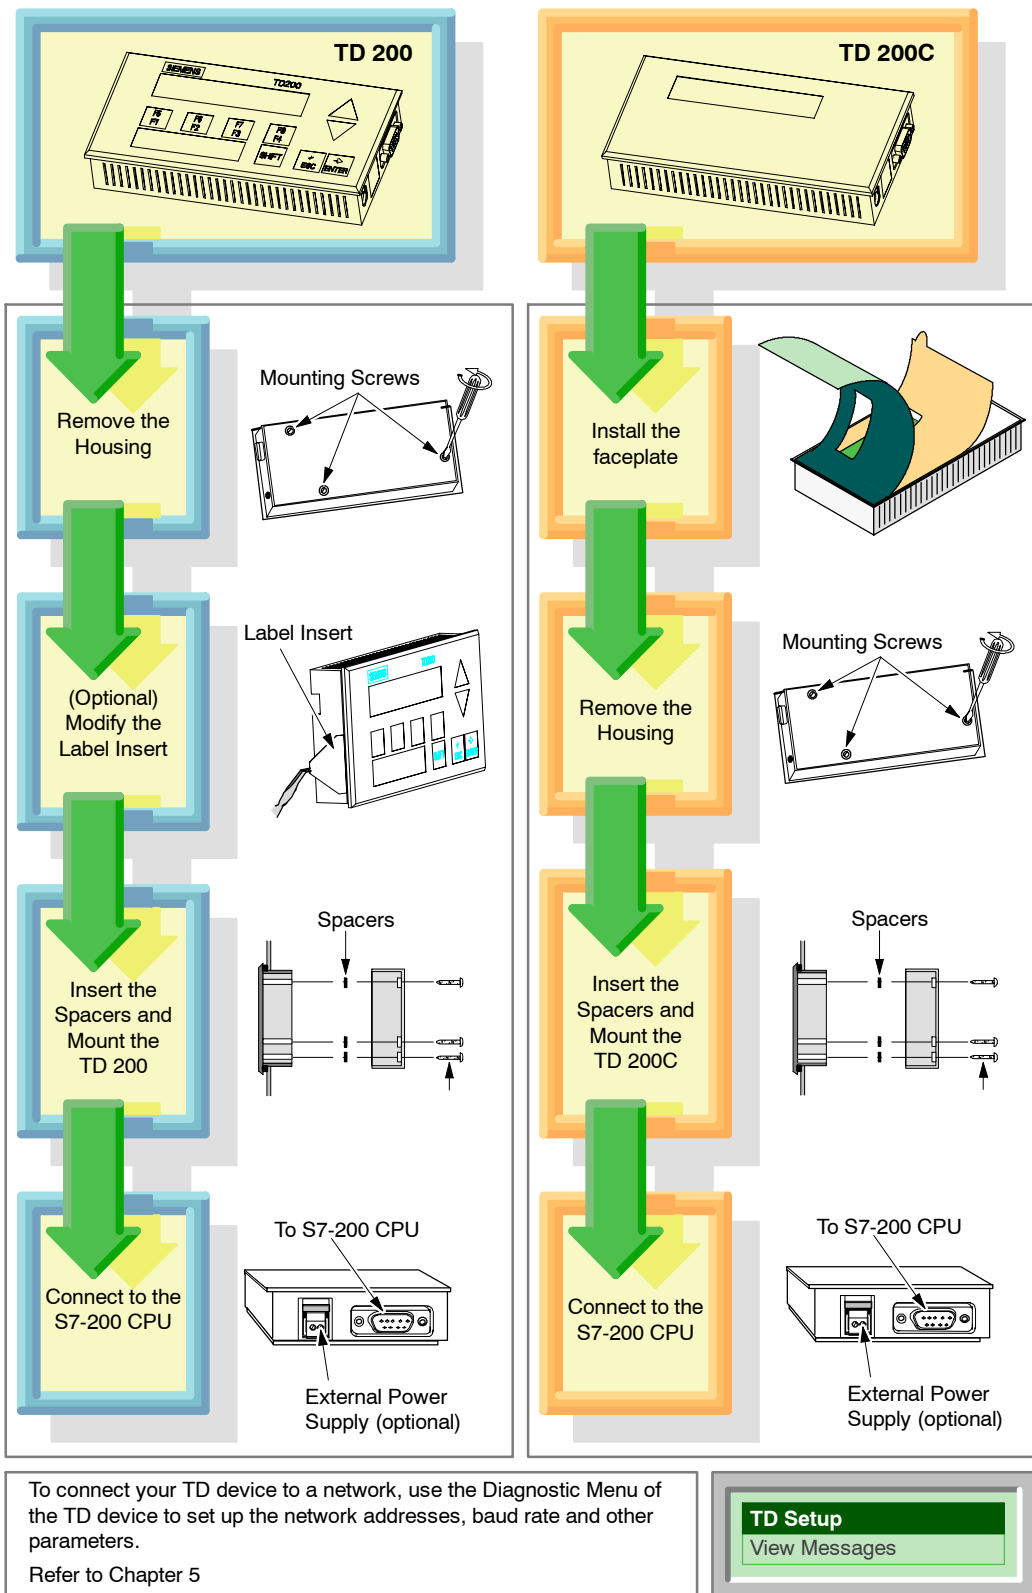 TD 200
SIEMENS
TD200
F5
F1
F6
F2
F7
F3
F8
F4
SHIFT
ESC
ENTER
Remove the
Housing
Mounting Screws
(Optional)
Modify the
Label Insert
Label Insert
SIEMENS
TD200
Insert the
Spacers and
Mount the
TD 200
Spacers
Connect to the
S7-200 CPU
To S7-200 CPU
External Power
Supply (optional)
TD 200C
Install the
faceplate
Remove the
Housing
Mounting Screws
Insert the
Spacers and
Mount the
TD 200C
Spacers
Connect to the
S7-200 CPU
To S7-200 CPU
External Power
Supply (optional)
To connect your TD device to a network, use the Diagnostic Menu of
the TD device to set up the network addresses, baud rate and other
parameters.
Refer to Chapter 5
TD Setup
View Messages